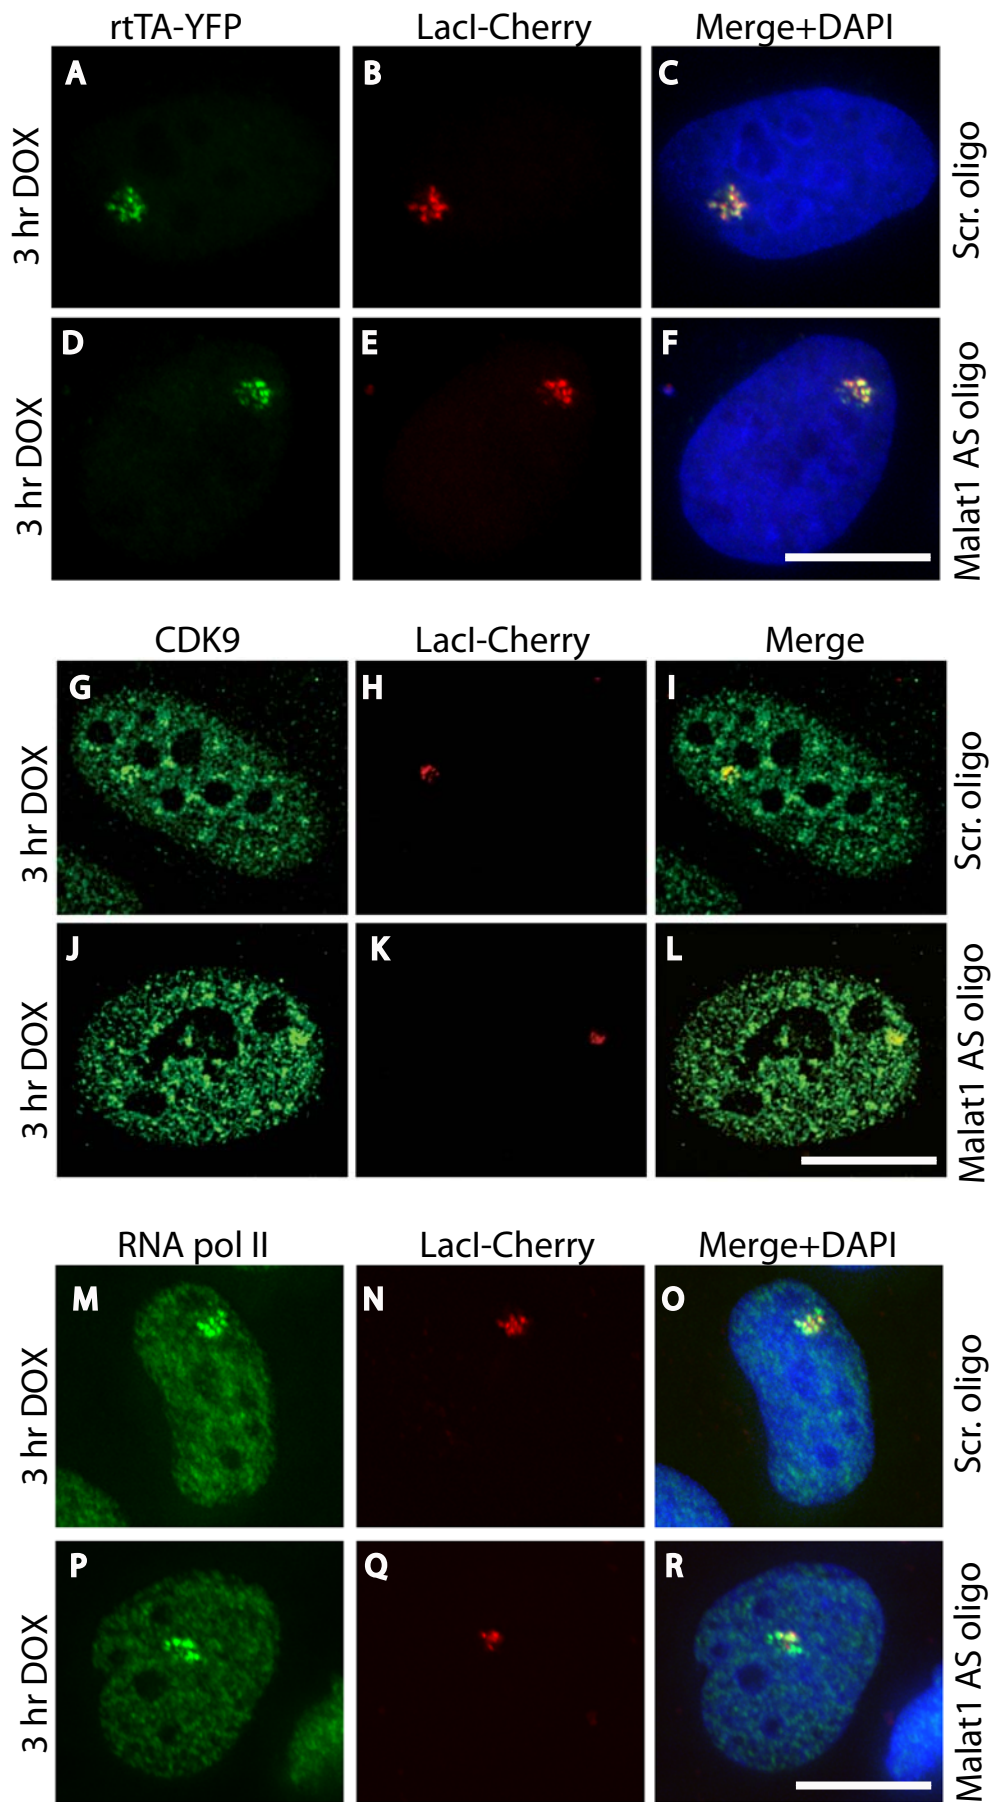 rtTA-YFP LacI-Cherry Merge+DAPI
3 hr DOX A B C Scr. oligo
3 hr DOX D E F Malat1 AS oligo
CDK9 LacI-Cherry Merge
3 hr DOX G H I Scr. oligo
3 hr DOX J K L Malat1 AS oligo
RNA pol II LacI-Cherry Merge+DAPI
3 hr DOX M N O Scr. oligo
3 hr DOX P Q R Malat1 AS oligo